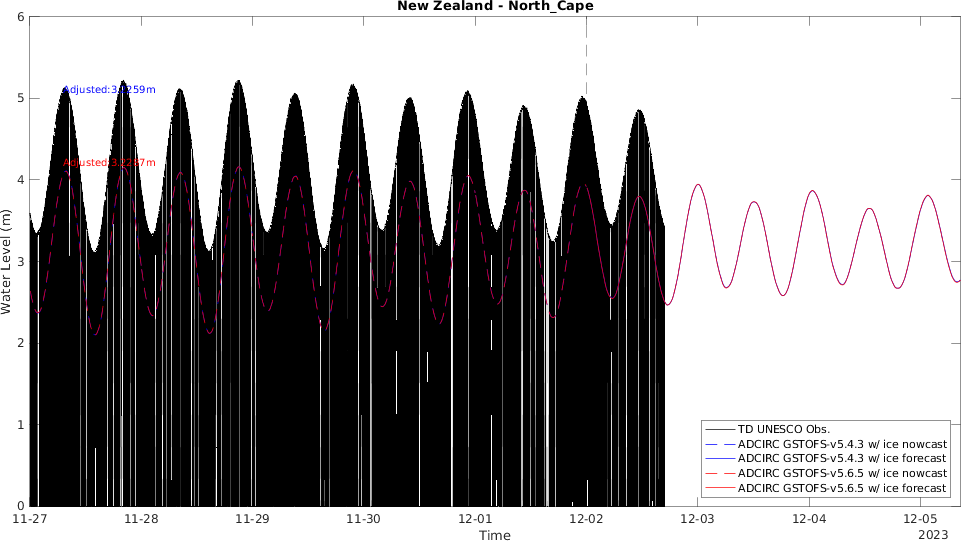 New Zealand - North_Cape
Water Level (m)
6
5
4
3
2
1
0
Adjusted:
Adjusted:
11-27 11-28 11-29 11-30 12-01 12-02 12-03 12-04 12-05
Time
2023
TD UNESCO Obs.
ADCIRC GSTOFS-v5.4.3 w/ ice nowcast
ADCIRC GSTOFS-v5.4.3 w/ ice forecast
ADCIRC GSTOFS-v5.6.5 w/ ice nowcast
ADCIRC GSTOFS-v5.6.5 w/ ice forecast